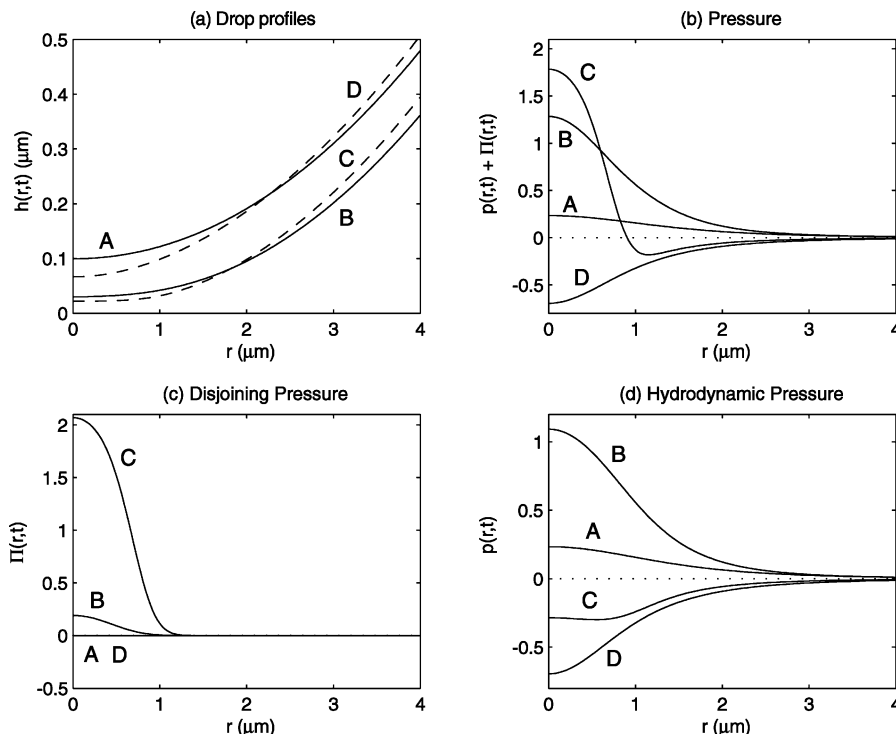 (a) Drop profiles
h(r,t) (μm)
0.5
0.4
0.3
0.2
0.1
0
A
D
C
B
0 1 2 3 4
r (μm)
(b) Pressure
p(r,t) + Π(r,t)
2
1.5
1
0.5
0
-0.5
C
B
A
D
0 1 2 3 4
r (μm)
(c) Disjoining Pressure
Π(r,t)
2
1.5
1
0.5
0
-0.5
C
B
A D
0 1 2 3 4
r (μm)
(d) Hydrodynamic Pressure
p(r,t)
1
0.5
0
-0.5
B
A
C
D
0 1 2 3 4
r (μm)